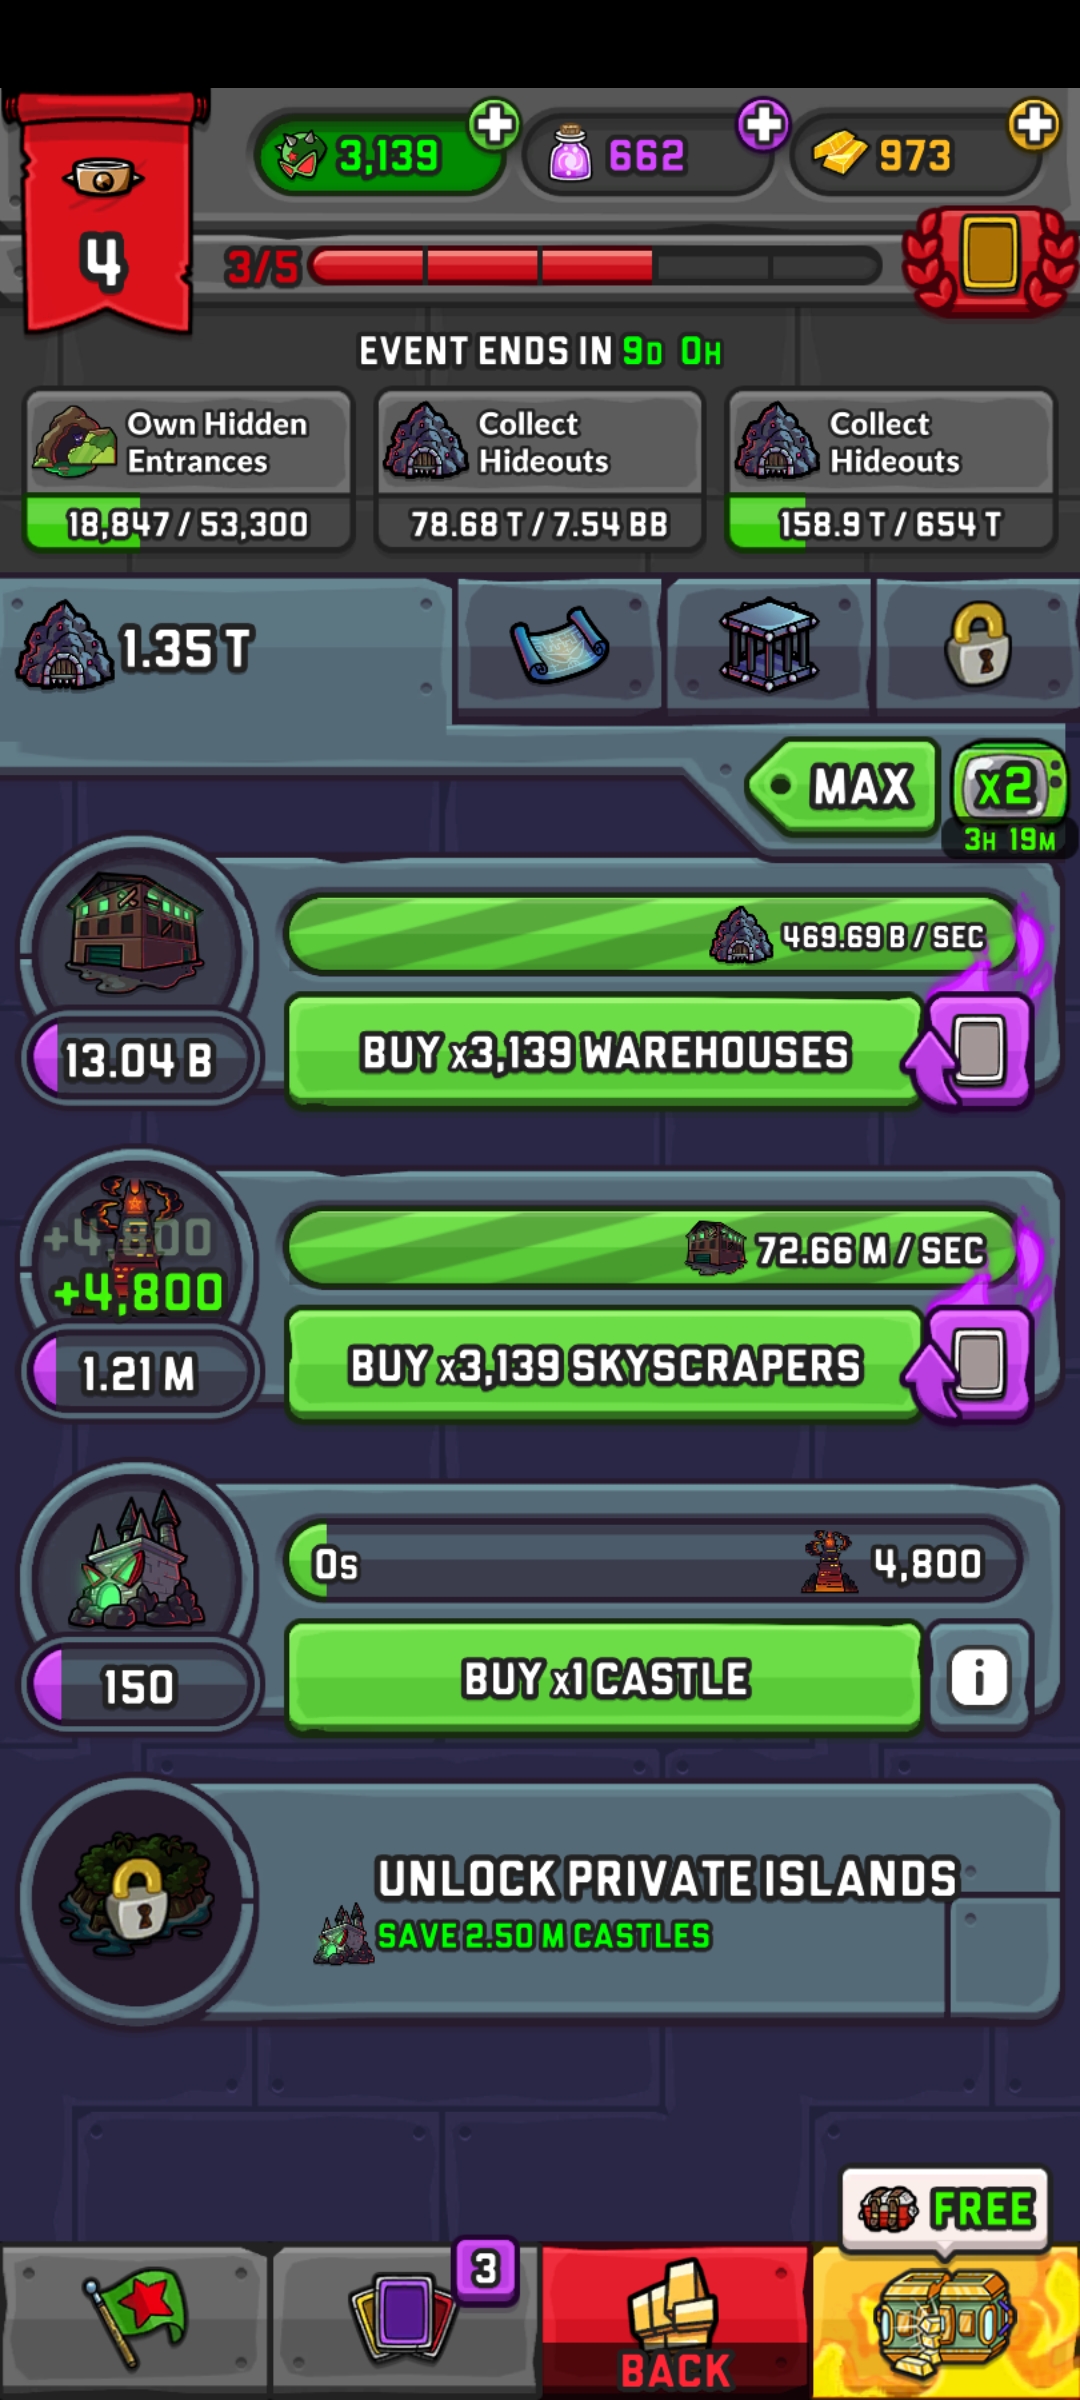 3,139
662
973
4
3/5
EVENT ENDS IN 9D 0H
Own Hidden
Entrances
18,847 / 53,300
Collect
Hideouts
78.68 T / 7.54 BB
Collect
Hideouts
158.9 T / 654 T
1.35 T
MAX
x2
3H 19M
469.69 B / SEC
13.04 B
BUY x3,139 WAREHOUSES
+4,800
+4,800
72.66 M / SEC
1.21 M
BUY x3,139 SKYSCRAPERS
0s
4,800
150
BUY x1 CASTLE
i
UNLOCK PRIVATE ISLANDS
SAVE 2.50 M CASTLES
FREE
3
BACK